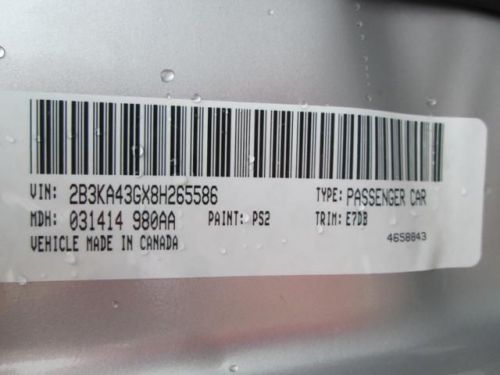 VIN: 2B3KA43GX8H265586 TYPE: PASSENGER CAR
MDH: 031414 980AA PAINT: PS2 TRIM: E7DB
VEHICLE MADE IN CANADA 4658843